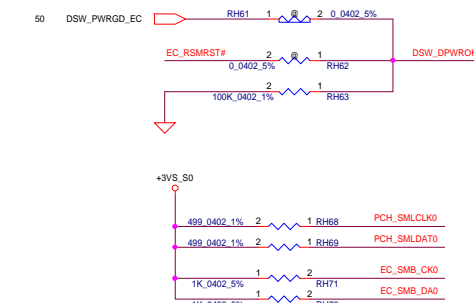 50 DSW_PWRGD_EC RH61 1 @ 2 0_0402_5%
EC_RSMRST# 2 @ 1 DSW_DPWROK
0_0402_5% RH62
2 1
100K_0402_1% RH63
+3VS_S0
499_0402_1% 2 1 RH68 PCH_SMLCLK0
499_0402_1% 2 1 RH69 PCH_SMLDAT0
1 2 EC_SMB_CK0
1K_0402_5% RH71
1 2 EC_SMB_DA0